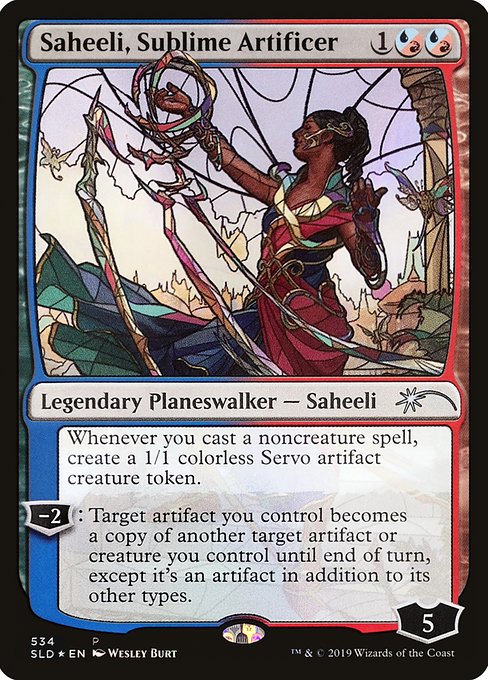 Saheeli, Sublime Artificer 1
Legendary Planeswalker — Saheeli
Whenever you cast a noncreature spell,
create a 1/1 colorless Servo artifact
creature token.
-2: Target artifact you control becomes
a copy of another target artifact or
creature you control until end of turn,
except it's an artifact in addition to its
other types.
5
534 P
SLD ★ EN Wesley Burt
™ & © 2019 Wizards of the Coast